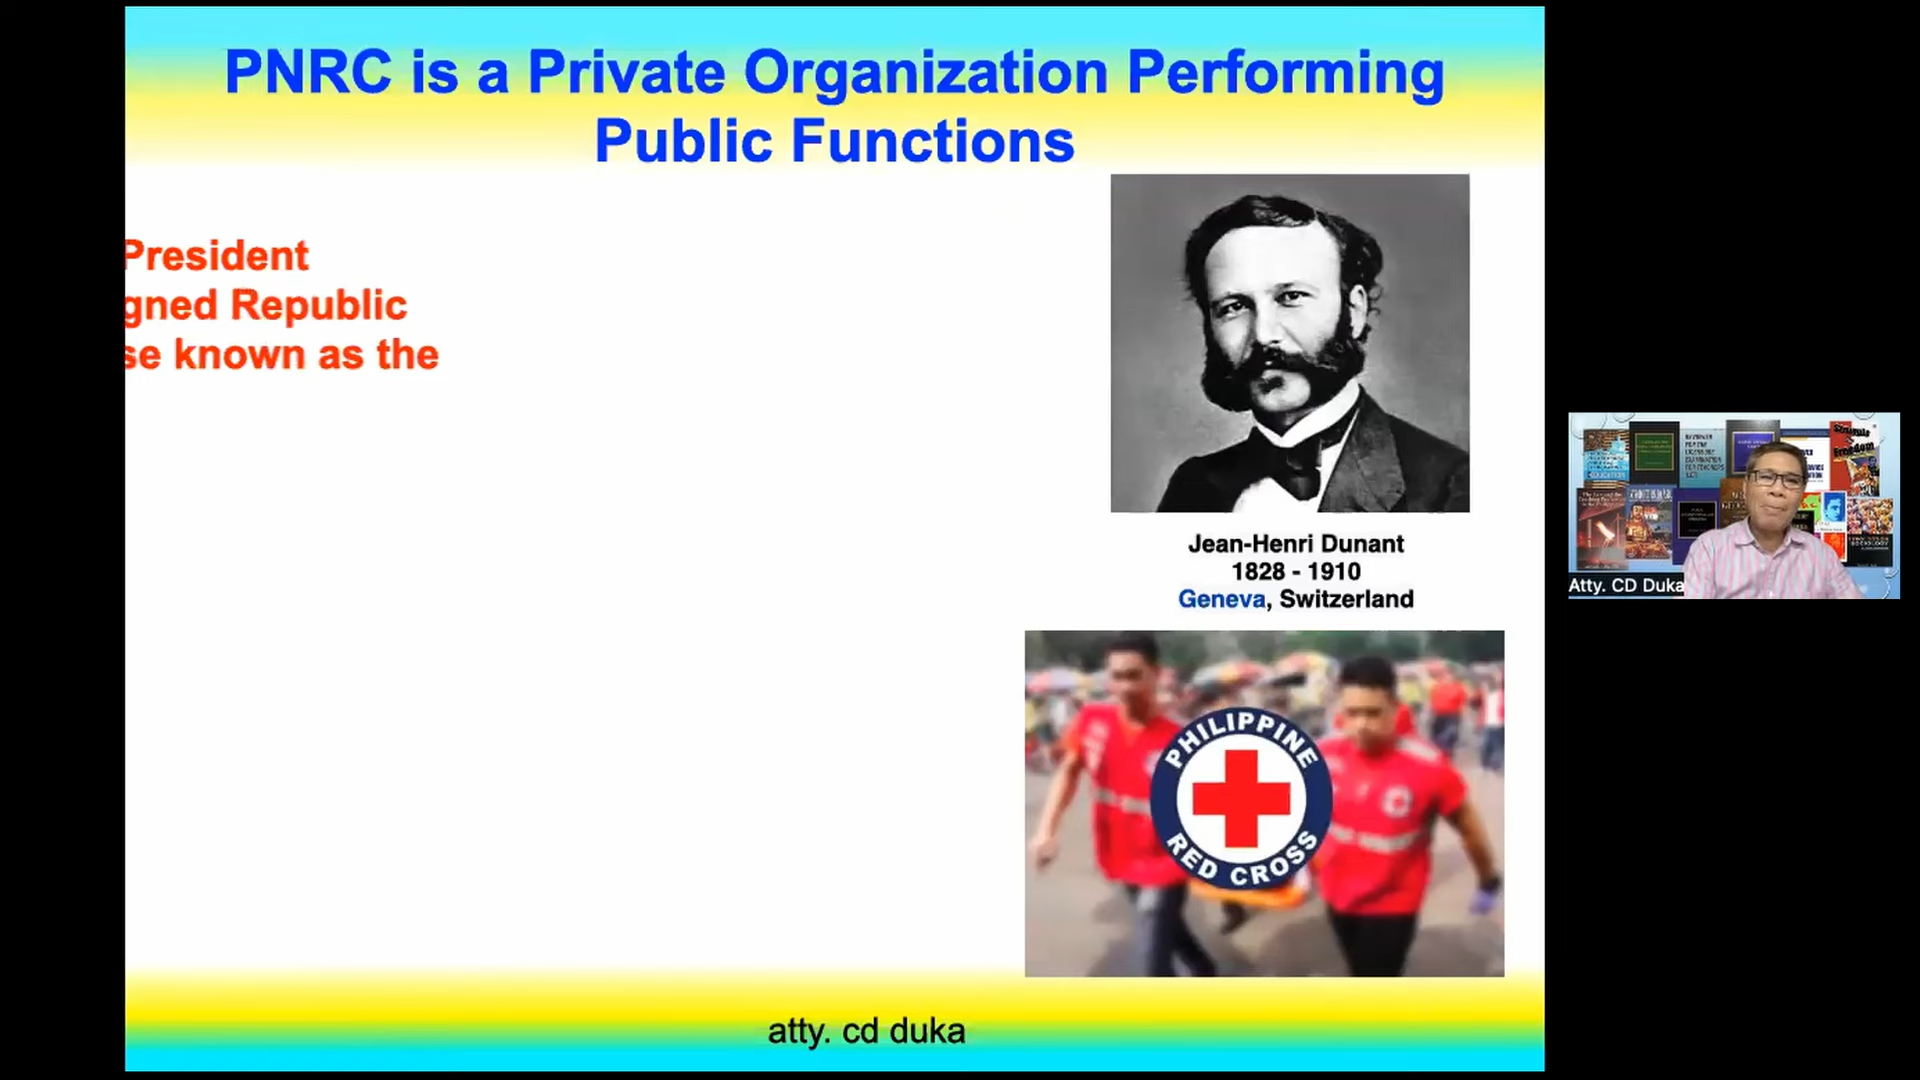 PNRC is a Private Organization Performing
Public Functions
President
gned Republic
se known as the
Jean-Henri Dunant
1828 - 1910
Geneva, Switzerland
PHILIPPINE
RED CROSS
atty. cd duka
Atty. CD Duka